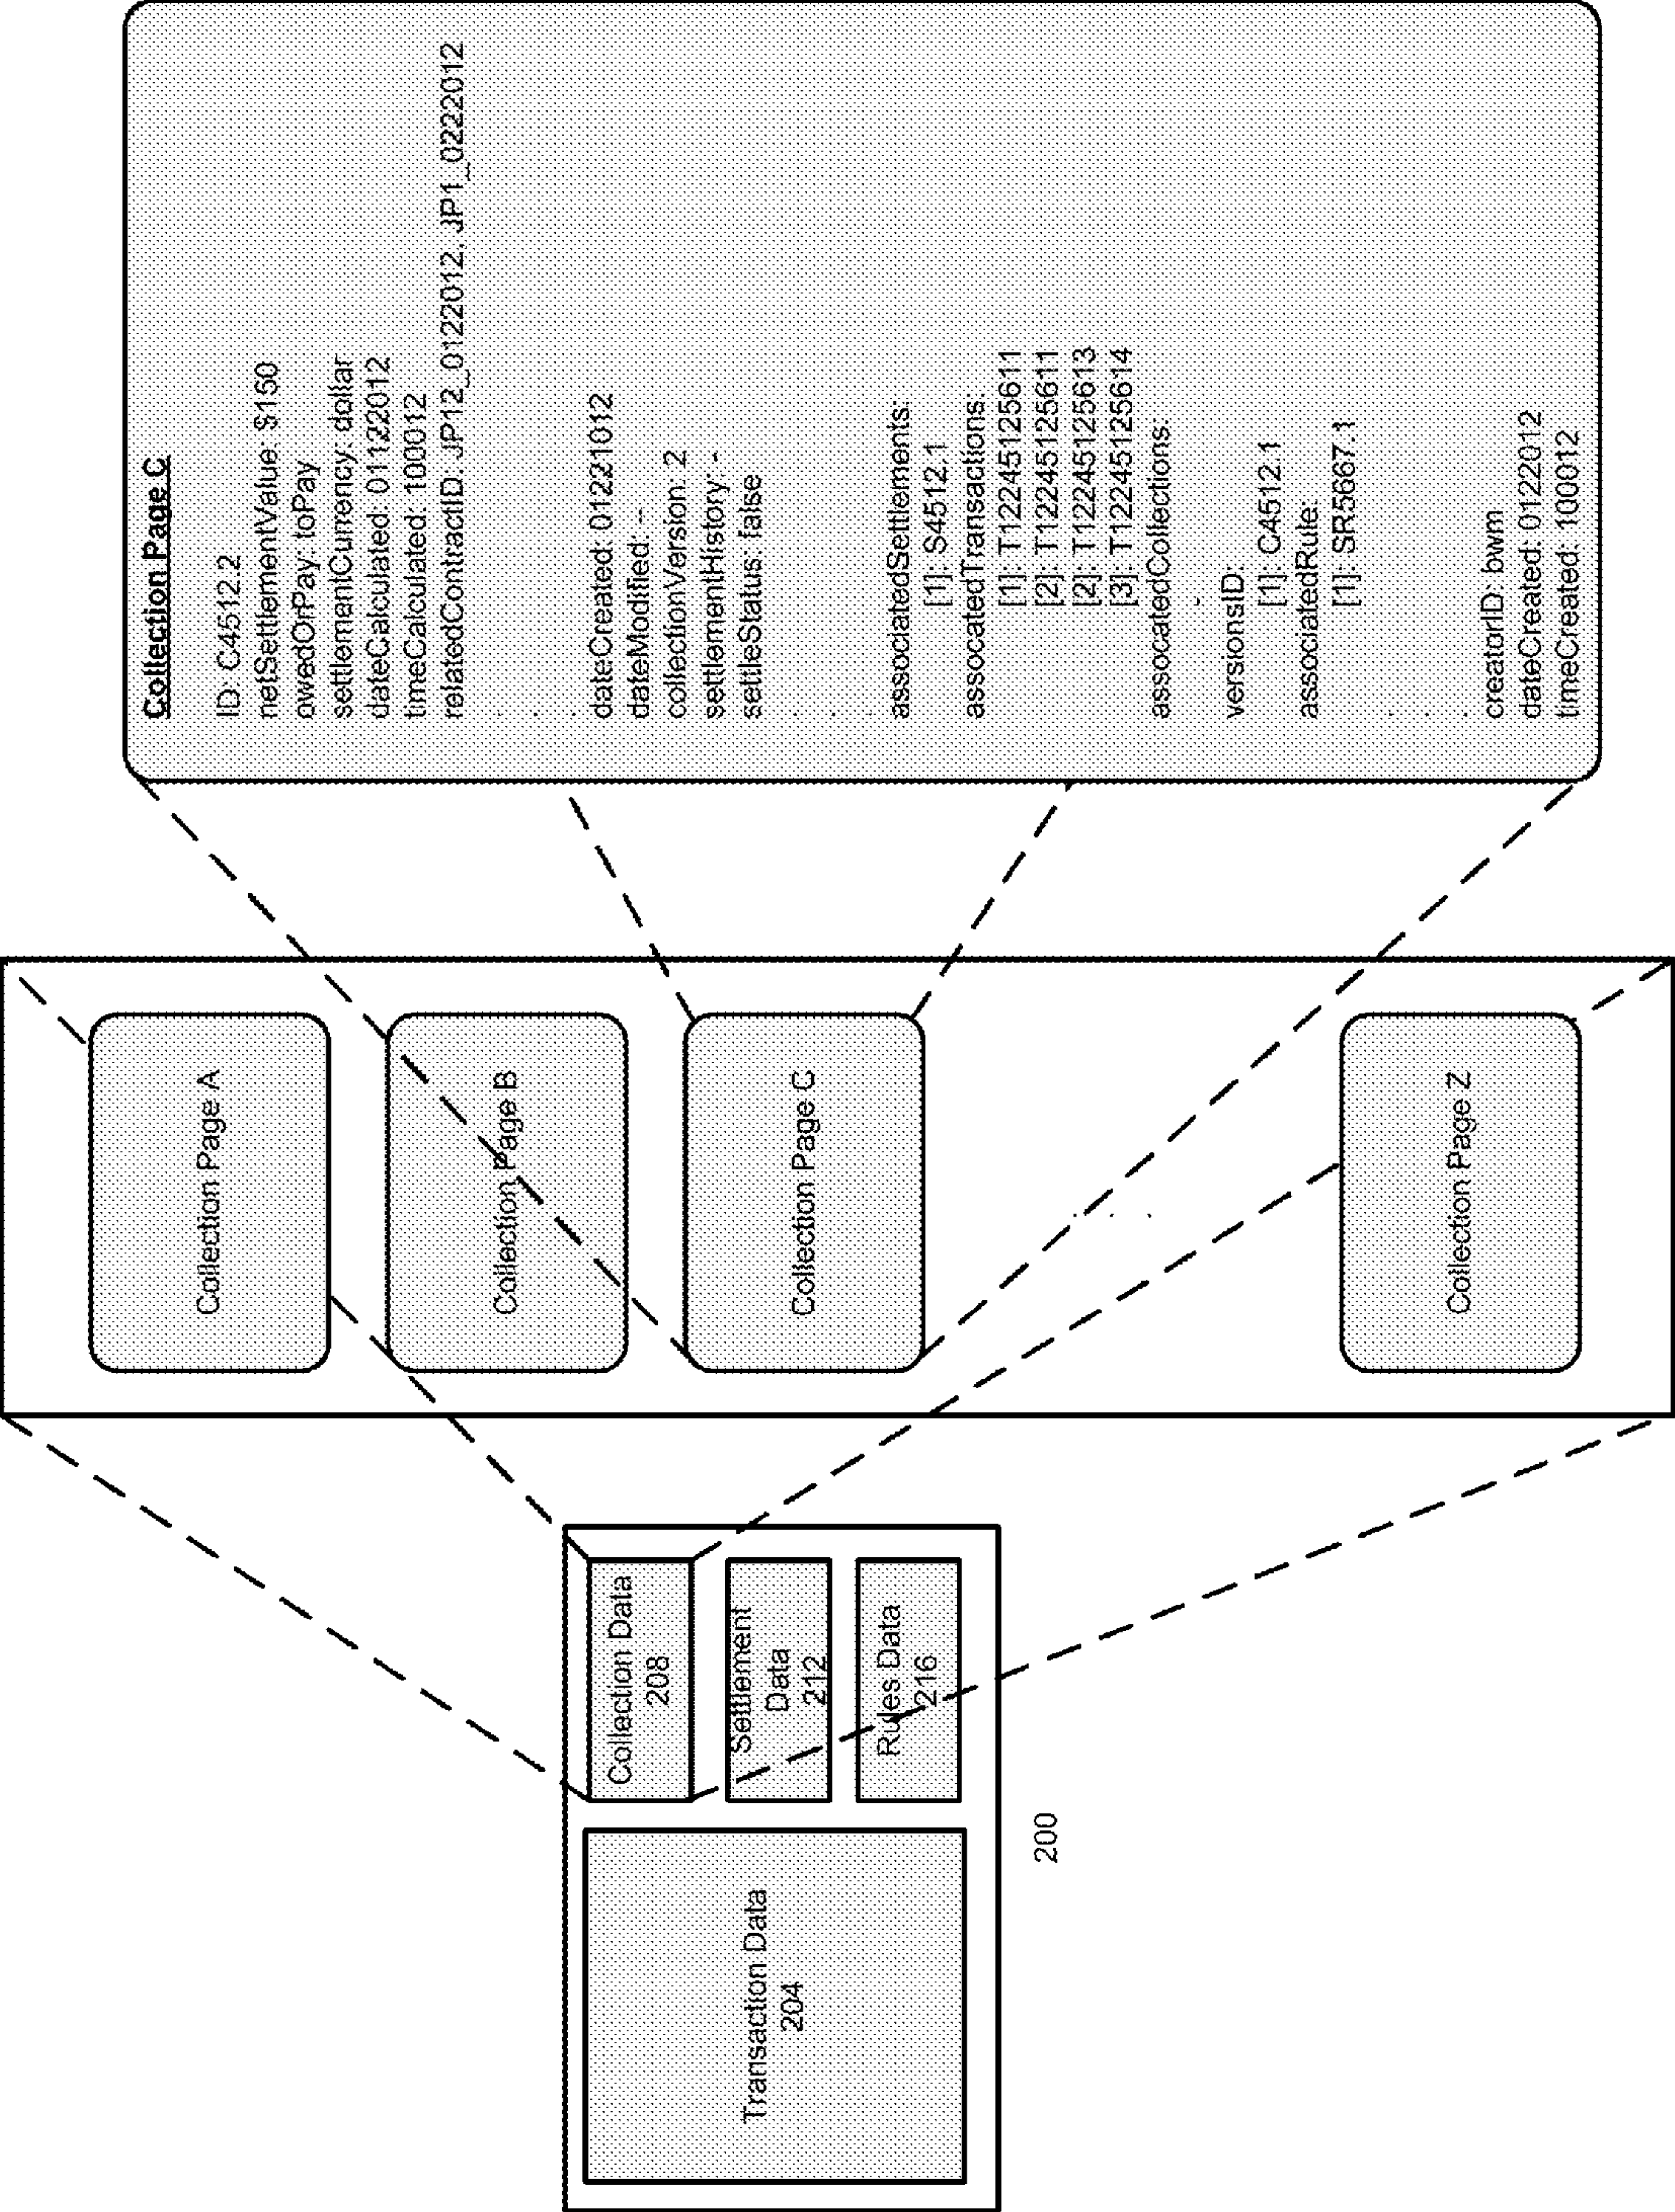 Transaction Data
204
Collection Data
208
Settlement
Data
212
Rules Data
216
200
Collection Page A
Collection Page B
Collection Page C
Collection Page Z
Collection Page C
ID: C4512.2
netSettlementValue: $150
owedOrPay: toPay
settlementCurrency: dollar
dateCalculated 01122012
timeCalculated: 100012
relatedContractID: JP12_01222012, JP1_02222012
.
.
.
dateCreated: 01221012
dateModified: --
collectionVersion: 2
settlementHistory: -
settleStatus: false
.
.
.
associatedSettlements:
[1]: S4512.1
assocatedTransactions:
[1]: T12245125611
[2]: T12245125611
[2]: T12245125613
[3]: T12245125614
assocatedCollections:
-
versionsID:
[1]: C4512.1
associatedRule:
[1]: SR5667.1
.
.
.
creatorID: bwm
dateCreated: 01222012
timeCreated: 100012